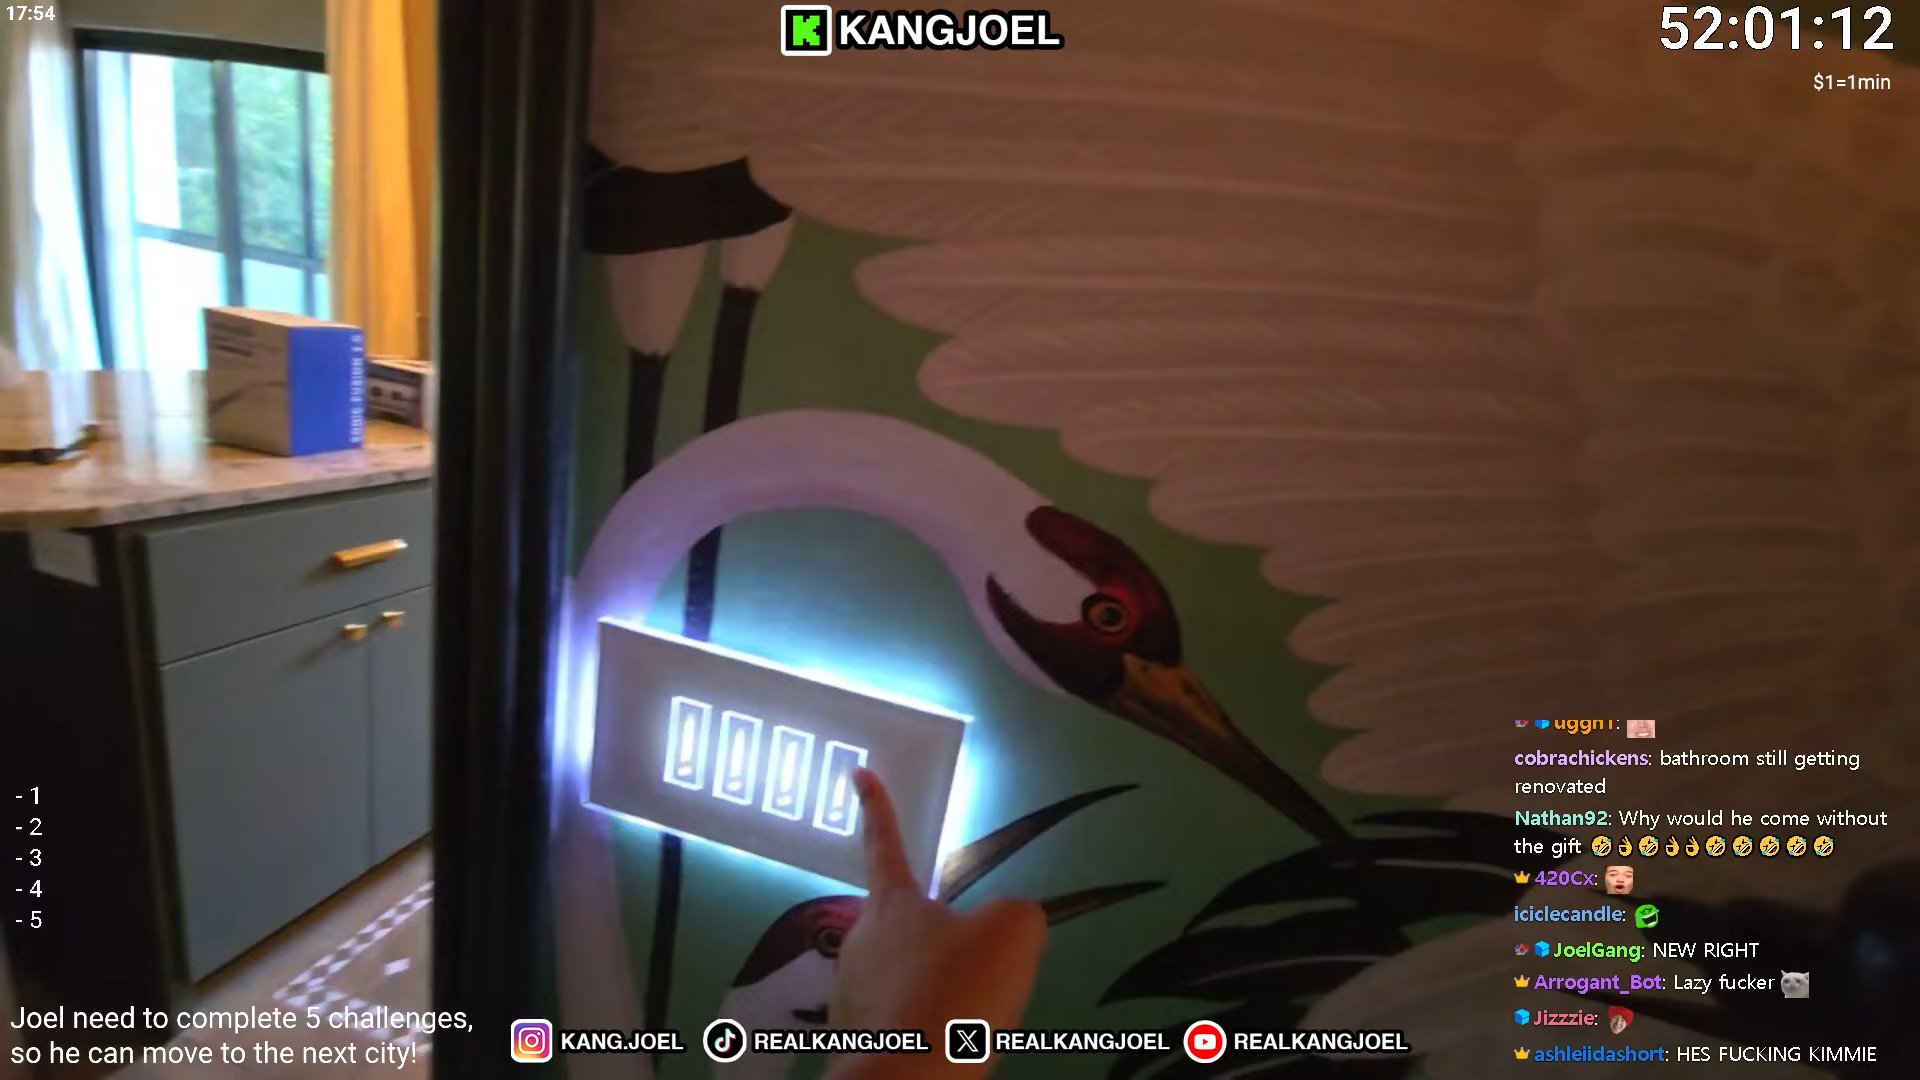 17:54
KANGJOEL
52:01:12
$1=1min
uggh1:
cobrachickens: bathroom still getting
renovated
Nathan92: Why would he come without
the gift 🤣👌🤣👌👌🤣🤣🤣🤣🤣
420Cx:
iciclecandle:
JoelGang: NEW RIGHT
Arrogant_Bot: Lazy fucker
Jizzzie:
ashleiidashort: HES FUCKING KIMMIE
- 1
- 2
- 3
- 4
- 5
Joel need to complete 5 challenges,
so he can move to the next city!
KANG.JOEL
REALKANGJOEL
REALKANGJOEL
REALKANGJOEL